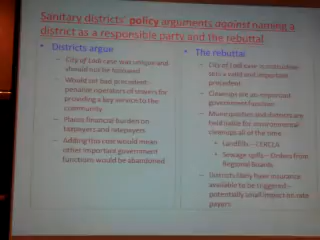 Sanitary districts' policy arguments against naming a
district as a responsible party and the rebuttal
• Districts argue
– City of Lodi case was unique and
should not be followed
– Would set bad precedent -
penalize operators of sewers for
providing a key service to the
community
– Places financial burden on
taxpayers and ratepayers
– Adding this cost would mean
other important government
functions would be abandoned
• The rebuttal
– City of Lodi case is
acts a valid and important
precedent
– Cleanups are an important
government function
– Municipalities and districts are
held liable for environmental
cleanups all of the time
• Landfills – CERCLA
• Sewage spills – Orders from
Regional Boards
– Districts likely have insurance
available to be triggered –
potentially small impact on rate
payers